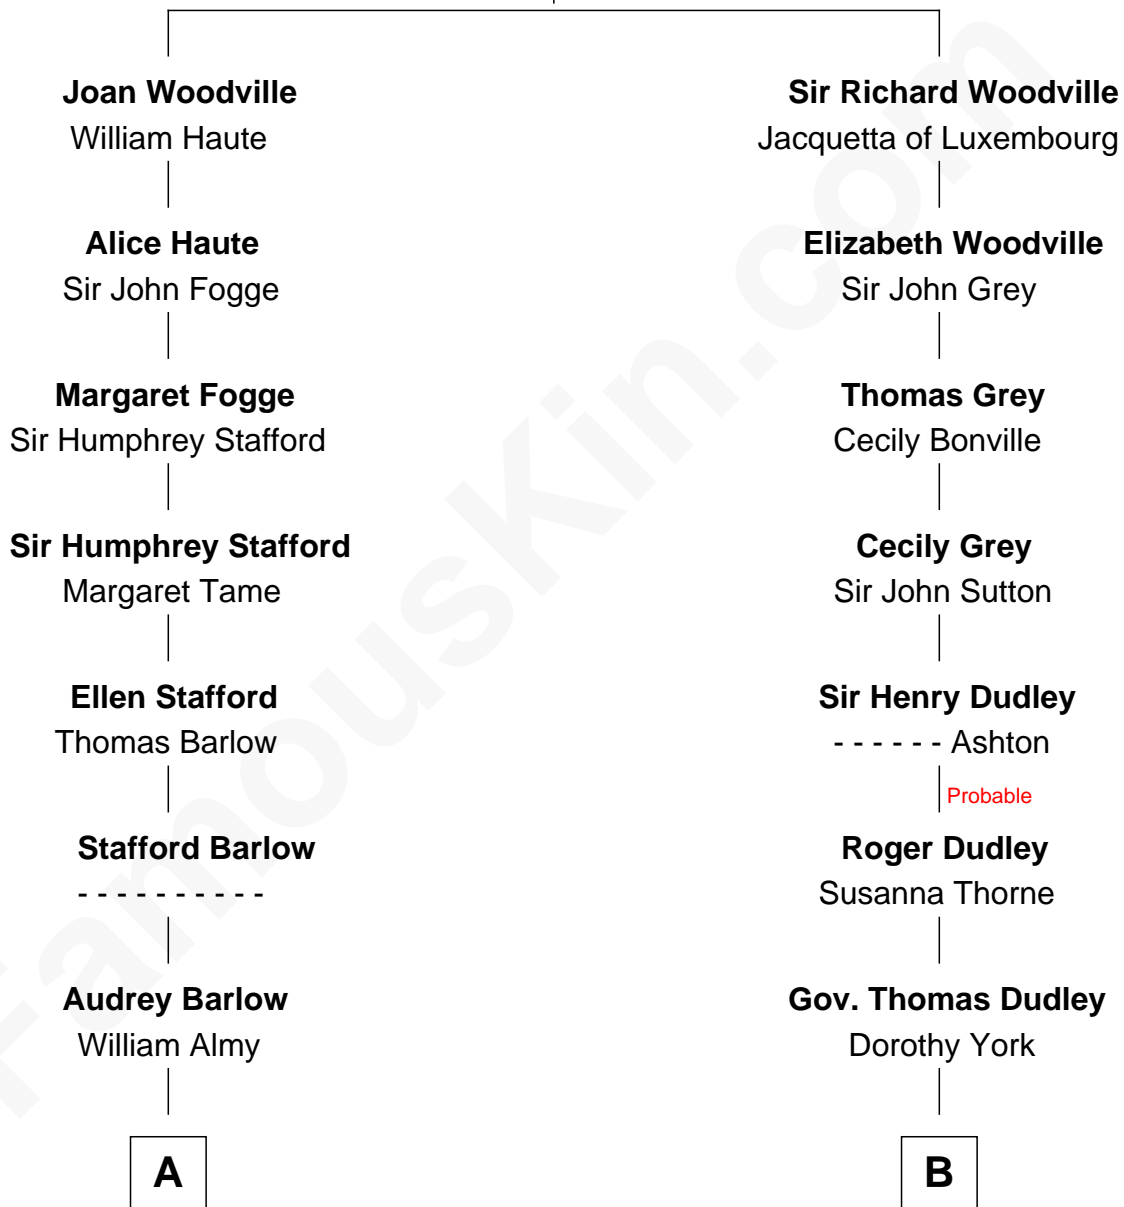 Joan Woodville
William Haute
Sir Richard Woodville
Jacquetta of Luxembourg
Alice Haute
Sir John Fogge
Elizabeth Woodville
Sir John Grey
Margaret Fogge
Sir Humphrey Stafford
Thomas Grey
Cecily Bonville
Sir Humphrey Stafford
Margaret Tame
Cecily Grey
Sir John Sutton
Ellen Stafford
Thomas Barlow
Sir Henry Dudley
- - - - - - Ashton
Probable
Stafford Barlow
- - - - - - - - - -
Roger Dudley
Susanna Thorne
Audrey Barlow
William Almy
Gov. Thomas Dudley
Dorothy York
A
B
FamousKin.com